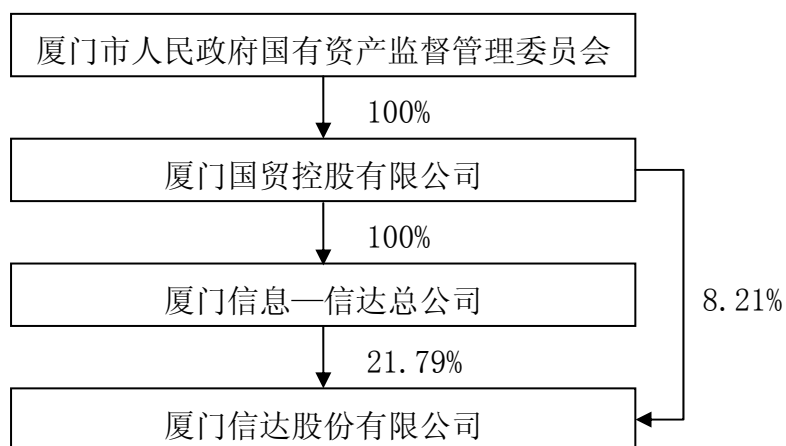 厦门市人民政府国有资产监督管理委员会
100%
厦门国贸控股有限公司
100%
厦门信息—信达总公司
8.21%
21.79%
厦门信达股份有限公司